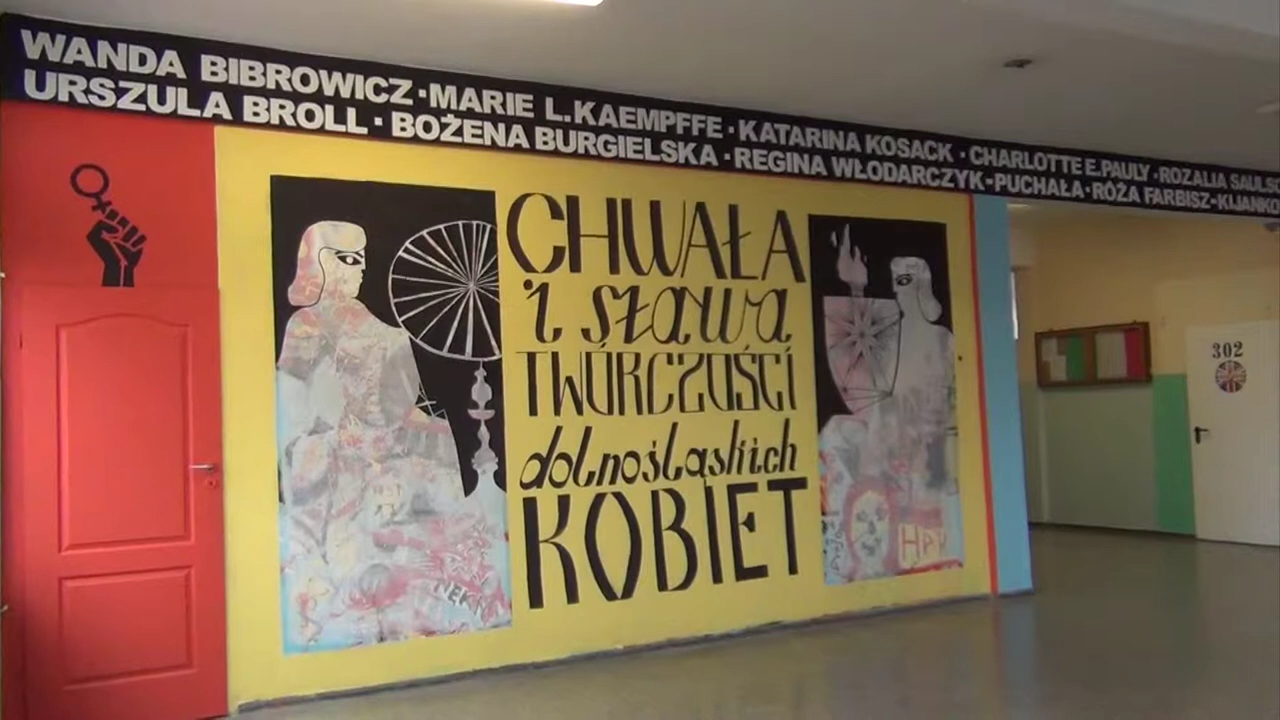 WANDA BIBROWICZ · MARIE L.KAEMPFFE · KATARINA KOSACK · CHARLOTTE E.PAULY · ROZALIA
URSZULA BROLL · BOŻENA BURGIELSKA · REGINA WŁODARCZYK-PUCHAŁA · RÓŻA FARBISZ-KIJANKO
CHWAŁA
i sława
TWÓRCZOŚCI
dolnośląskich
KOBIET
302
HPV